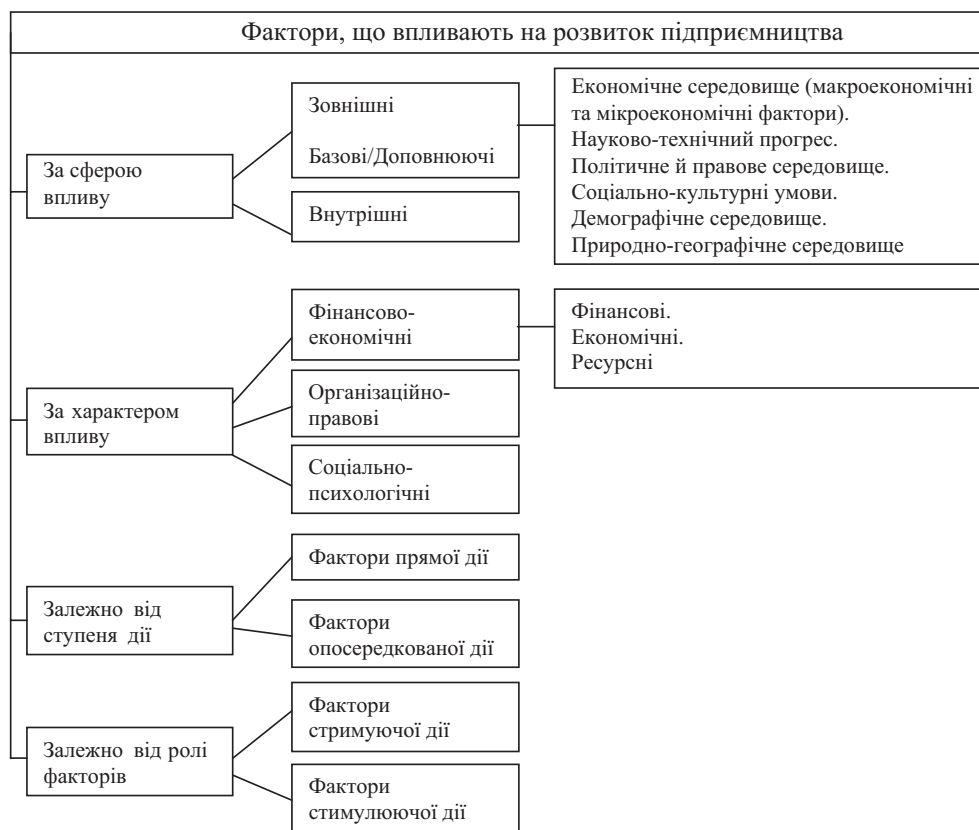 Фактори, що впливають на розвиток підприємництва
За сферою
впливу
Зовнішні
Базові/Доповнюючі
Внутрішні
Економічне середовище (макроекономічні
та мікроекономічні фактори).
Науково-технічний прогрес.
Політичне й правове середовище.
Соціально-культурні умови.
Демографічне середовище.
Природно-географічне середовище
За характером
впливу
Фінансово-
економічні
Організаційно-
правові
Соціально-
психологічні
Фінансові.
Економічні.
Ресурсні
Залежно від
ступеня дії
Фактори прямої дії
Фактори
опосередкованої дії
Залежно від ролі
факторів
Фактори
стримуючої дії
Фактори
стимулюючої дії